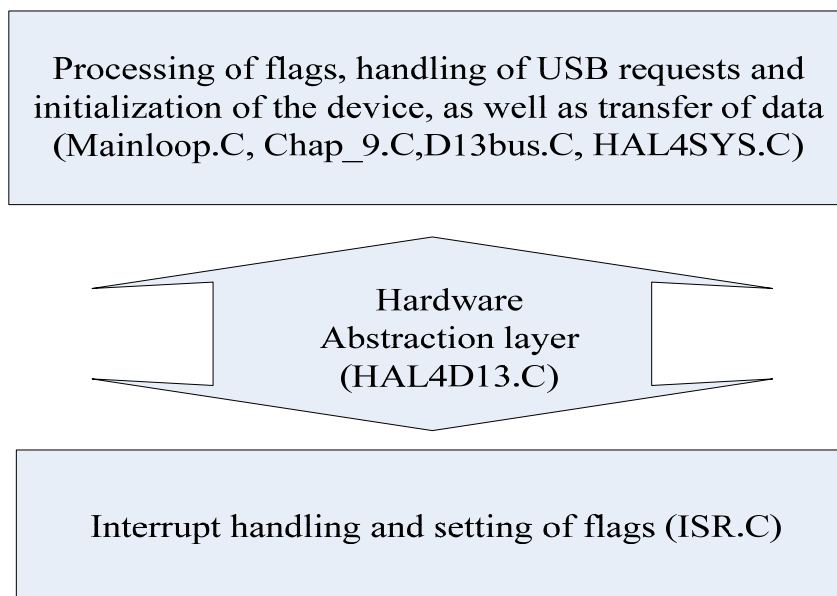 Processing of flags, handling of USB requests and
initialization of the device, as well as transfer of data
(Mainloop.C, Chap_9.C,D13bus.C, HAL4SYS.C)
Hardware
Abstraction layer
(HAL4D13.C)
Interrupt handling and setting of flags (ISR.C)